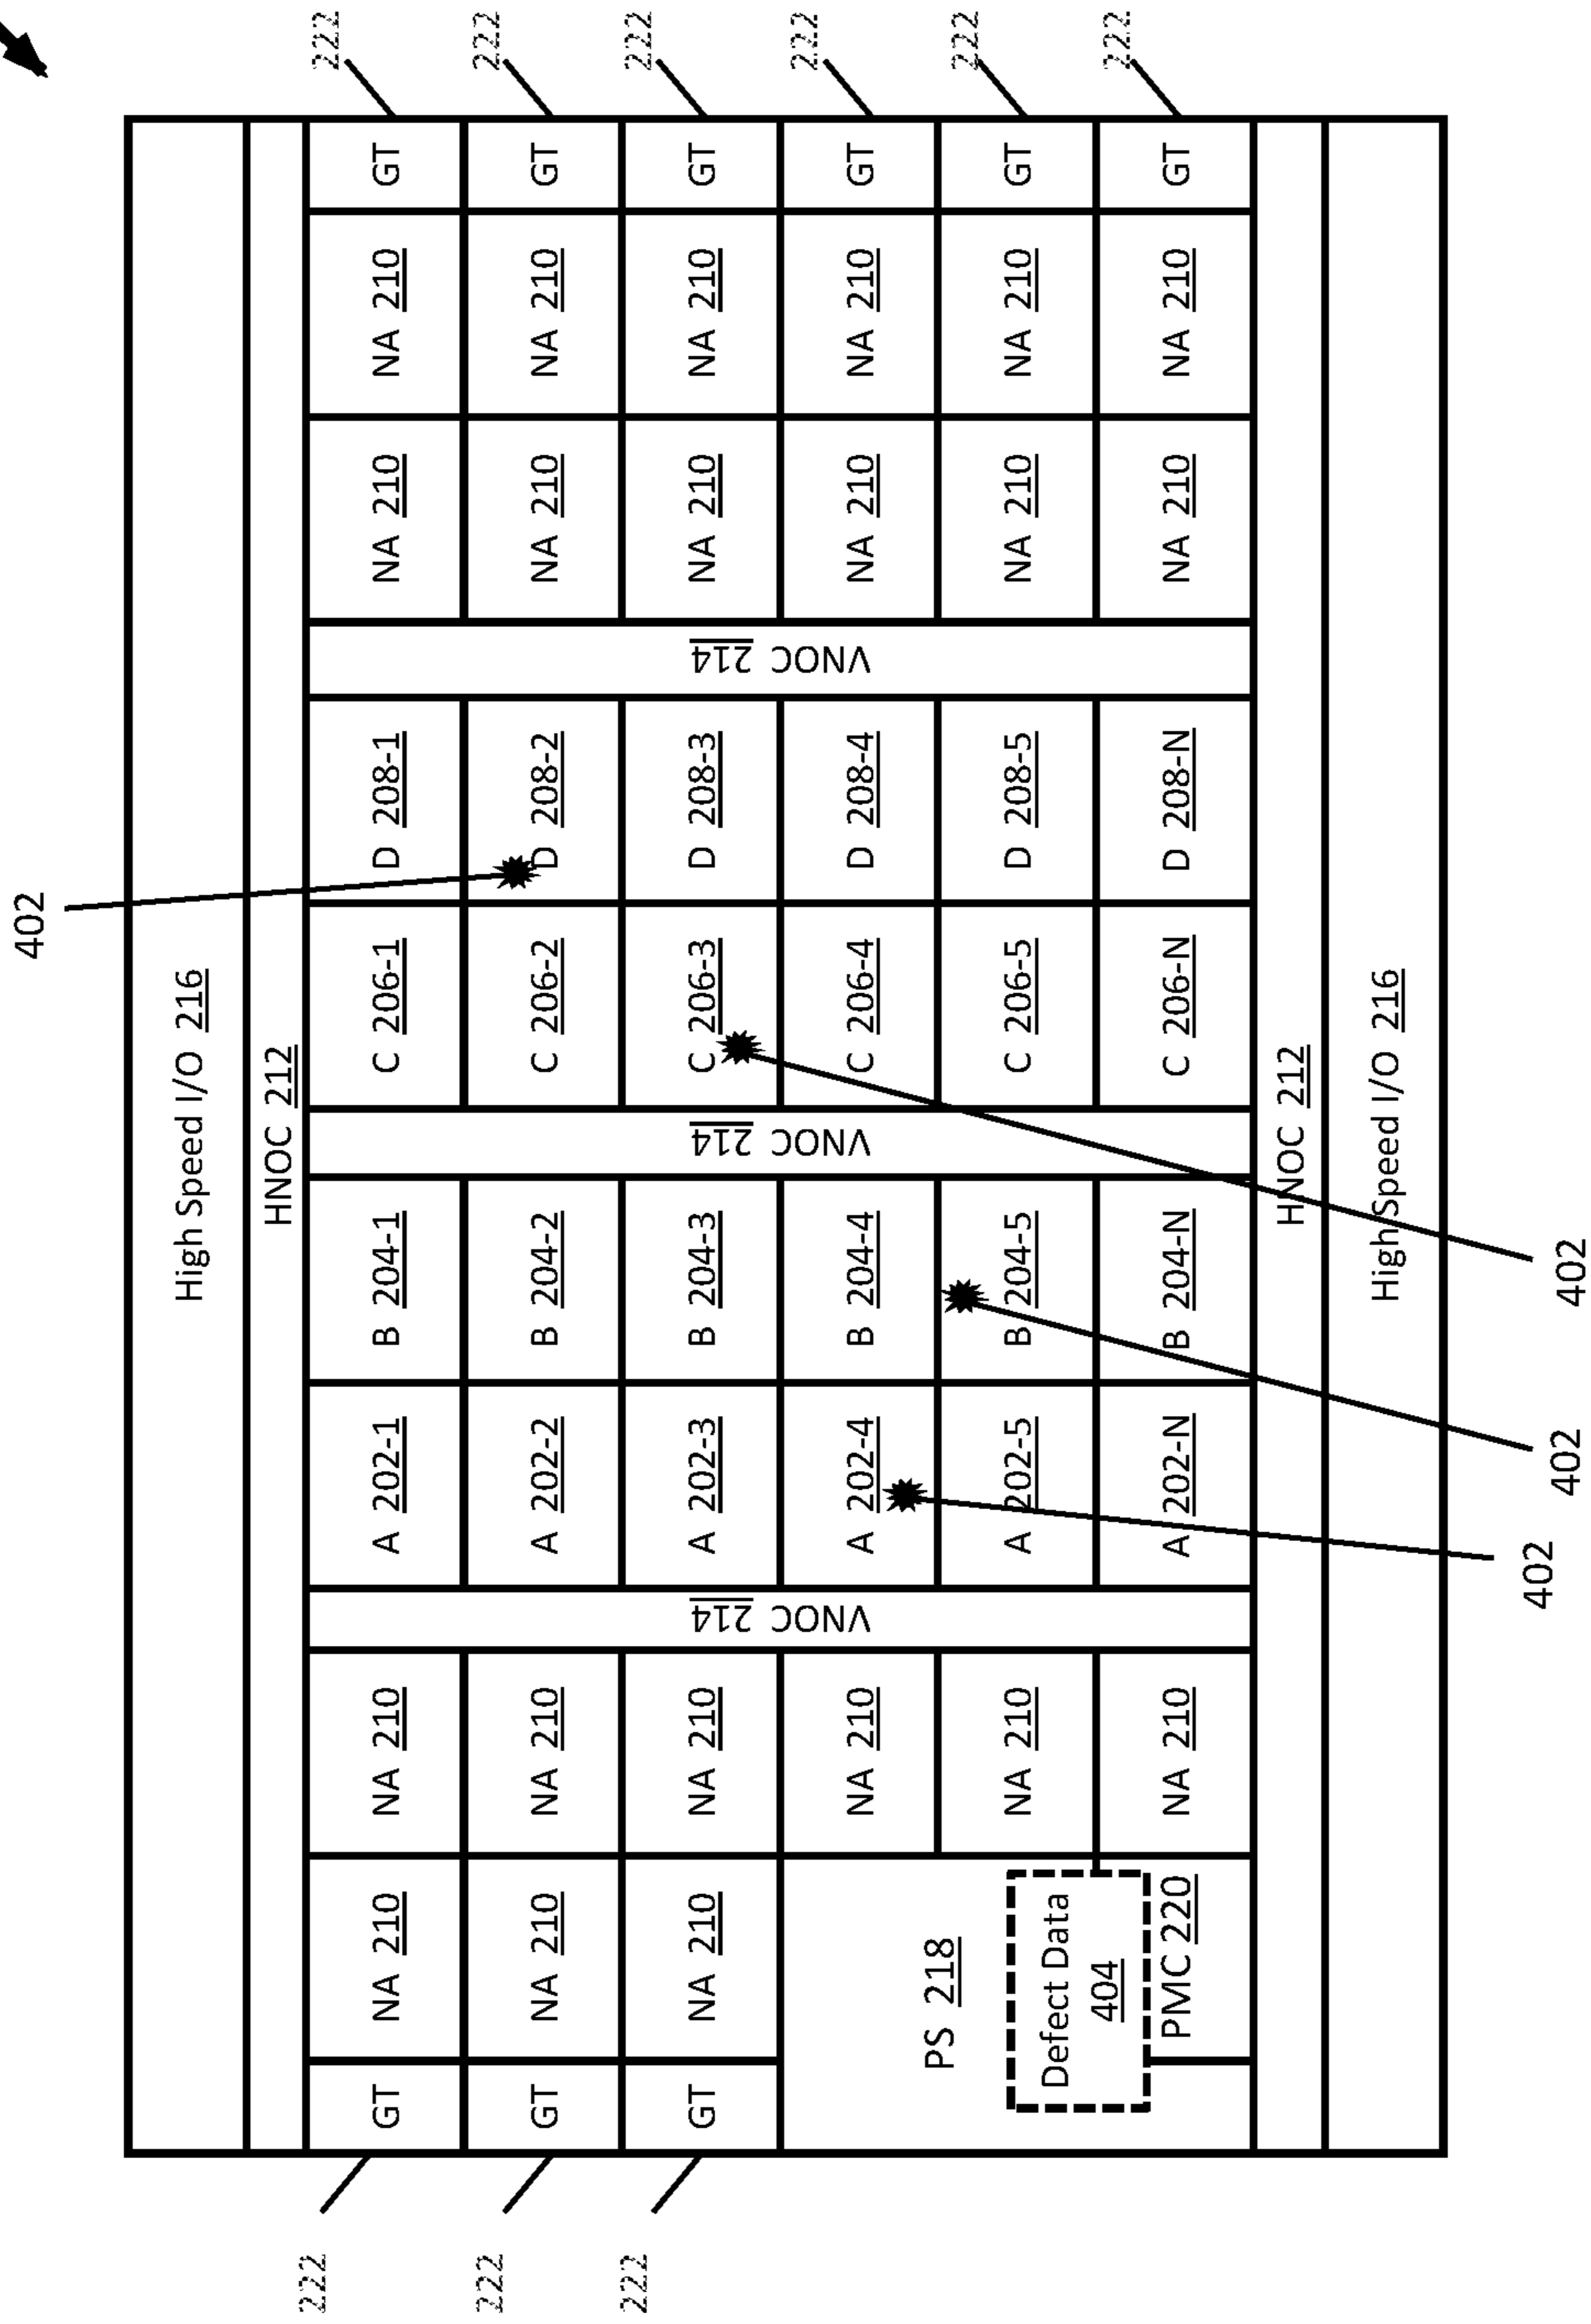 402
High Speed I/O 216
HNOC 212
222 222
GT NA 210 NA 210 A 202-1 B 204-1 C 206-1 D 208-1 NA 210 NA 210 GT
222 222
GT NA 210 NA 210 A 202-2 B 204-2 C 206-2 D 208-2 NA 210 NA 210 GT
222 222
GT NA 210 NA 210 A 202-3 B 204-3 C 206-3 D 208-3 NA 210 NA 210 GT
VNOC 214 VNOC 214 VNOC 214
222
NA 210 A 202-4 B 204-4 C 206-4 D 208-4 NA 210 NA 210 GT
PS 218
222
NA 210 A 202-5 B 204-5 C 206-5 D 208-5 NA 210 NA 210 GT
Defect Data
404
222
PMC 220 NA 210 A 202-N B 204-N C 206-N D 208-N NA 210 NA 210 GT
HNOC 212
High Speed I/O 216
402 402 402